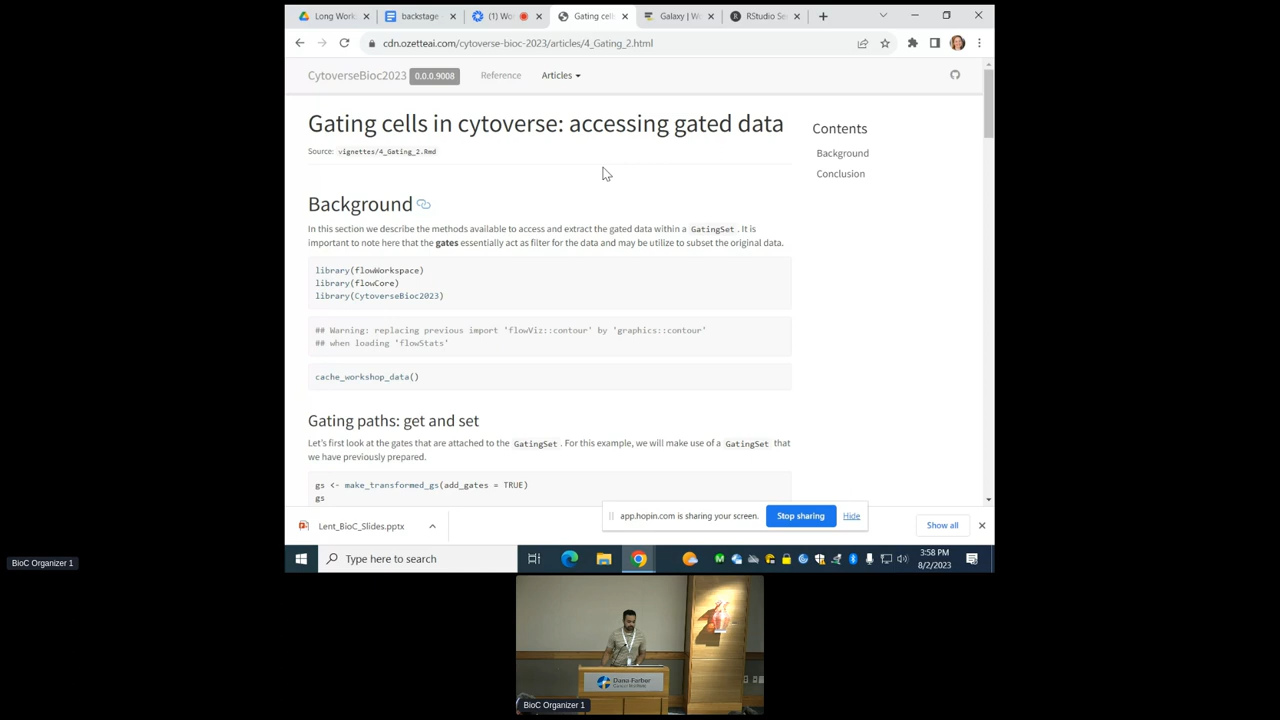 Long Work
backstage
(1) Wo
Gating cell
Galaxy | W
RStudio Se
cdn.ozetteai.com/cytoverse-bioc-2023/articles/4_Gating_2.html
CytoverseBioc2023 0.0.0.9008 Reference Articles
Gating cells in cytoverse: accessing gated data
Source: vignettes/4_Gating_2.Rmd
Contents
Background
Conclusion
Background
In this section we describe the methods available to access and extract the gated data within a GatingSet. It is
important to note here that the gates essentially act as filter for the data and may be utilize to subset the original data.
library(flowWorkspace)
library(flowCore)
library(CytoverseBioc2023)
## Warning: replacing previous import 'flowViz::contour' by 'graphics::contour'
## when loading 'flowStats'
cache_workshop_data()
Gating paths: get and set
Let's first look at the gates that are attached to the GatingSet. For this example, we will make use of a GatingSet that
we have previously prepared.
gs <- make_transformed_gs(add_gates = TRUE)
gs
app.hopin.com is sharing your screen. Stop sharing Hide
Lent_BioC_Slides.pptx
Show all
Type here to search
3:58 PM
8/2/2023
BioC Organizer 1
Dana-Farber
Cancer Institute
BioC Organizer 1